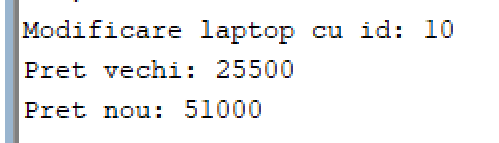 Modificare laptop cu id: 10
Pret vechi: 25500
Pret nou: 51000